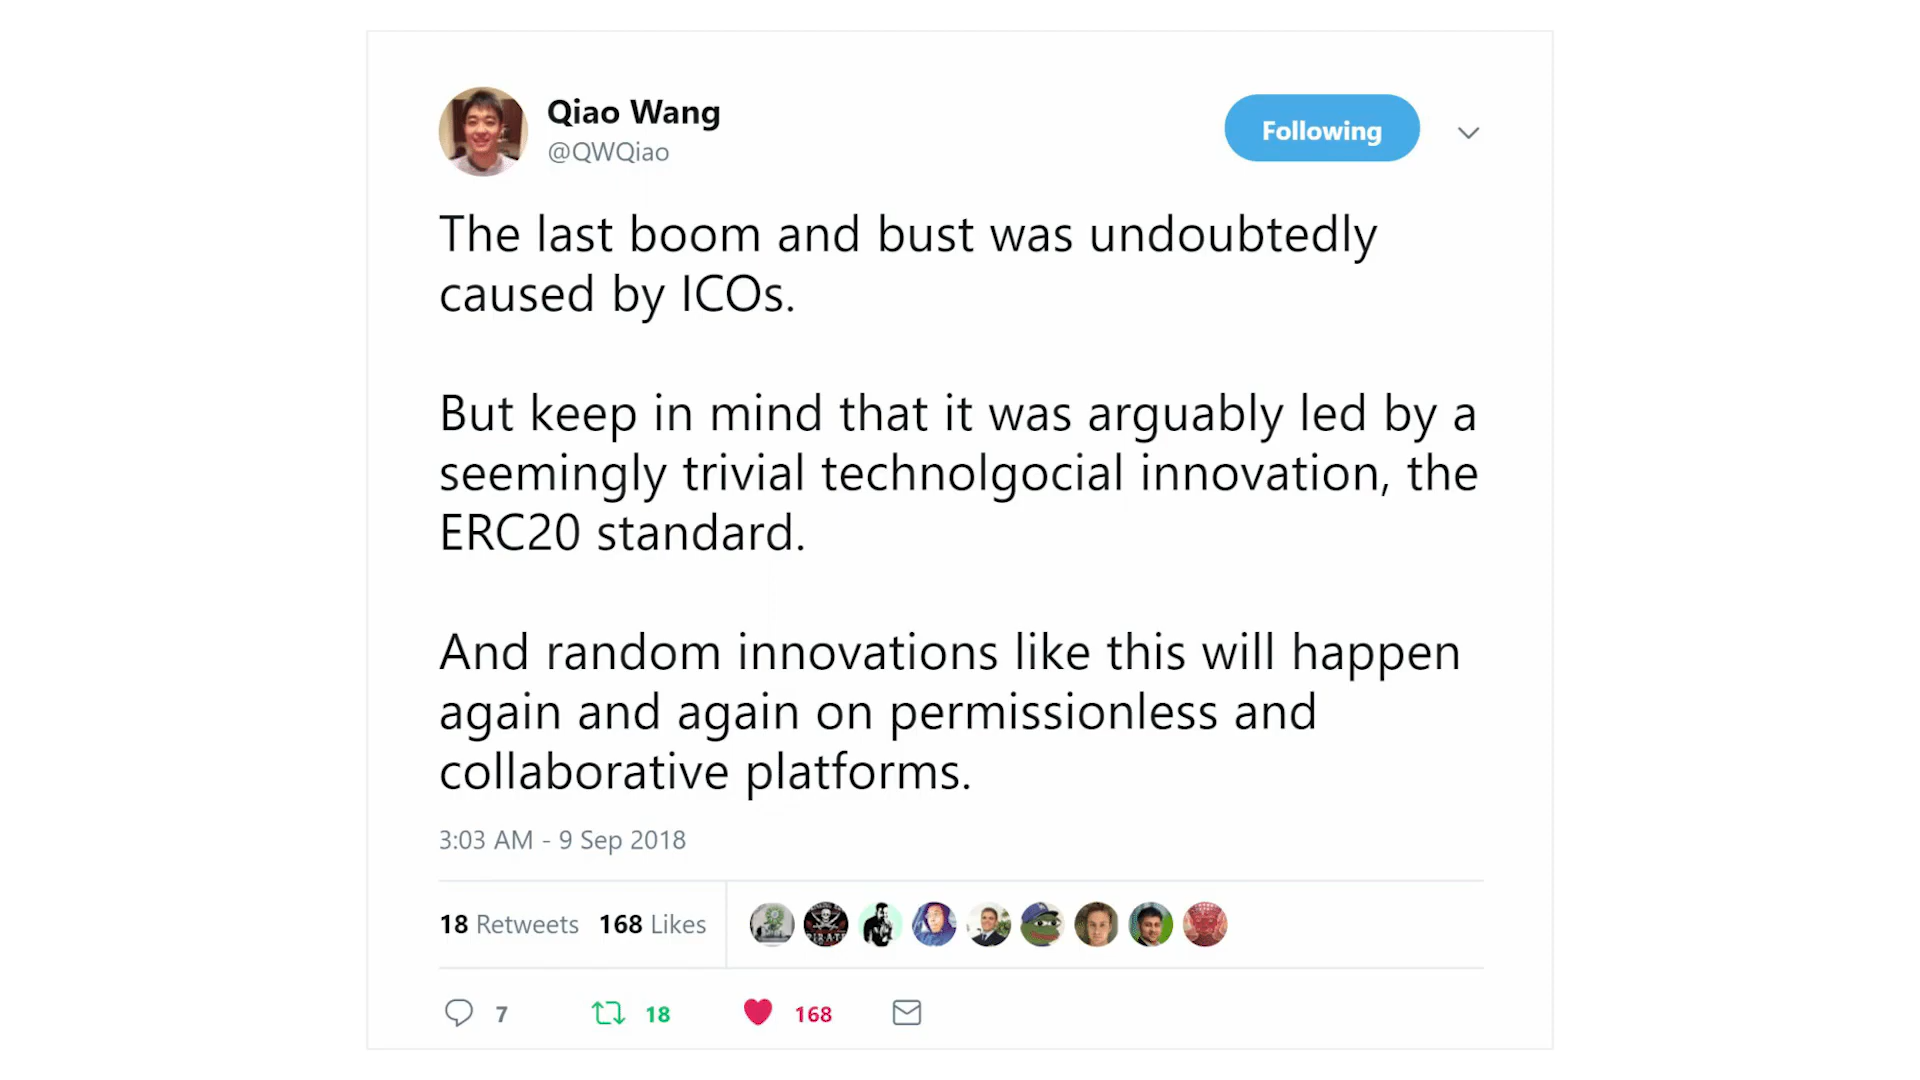 Qiao Wang
@QWQiao
Following
The last boom and bust was undoubtedly
caused by ICOs.
But keep in mind that it was arguably led by a
seemingly trivial technolgocial innovation, the
ERC20 standard.
And random innovations like this will happen
again and again on permissionless and
collaborative platforms.
3:03 AM - 9 Sep 2018
18 Retweets 168 Likes
PIRATE
7 18 168